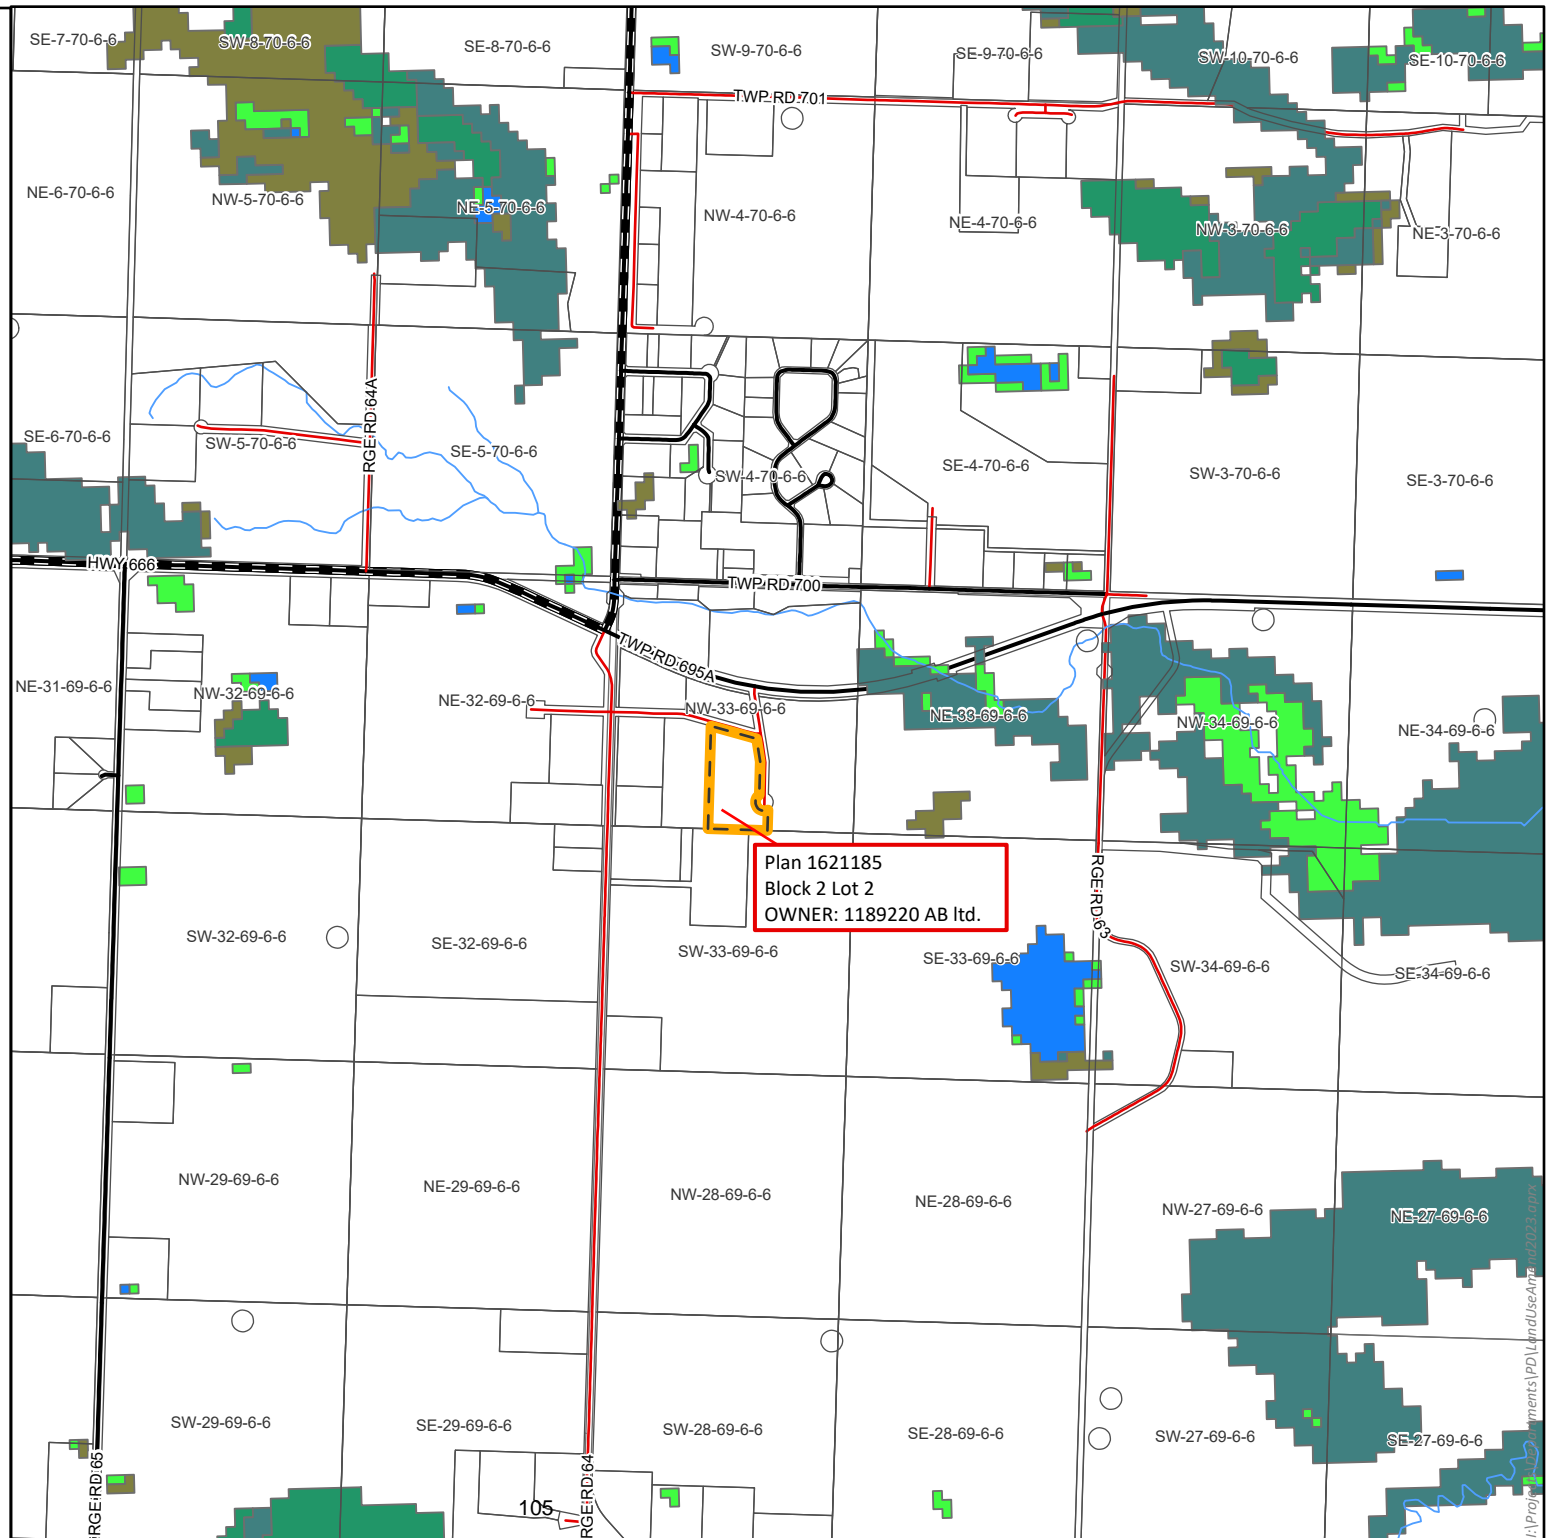 SE-7-70-6-6
SW-8-70-6-6
SE-8-70-6-6
SW-9-70-6-6
SE-9-70-6-6
SW-10-70-6-6
SE-10-70-6-6
TWP RD 701
NE-6-70-6-6
NW-5-70-6-6
NE-5-70-6-6
NW-4-70-6-6
NE-4-70-6-6
NW-3-70-6-6
NE-3-70-6-6
RGE RD 64A
SE-6-70-6-6
SW-5-70-6-6
SE-5-70-6-6
SW-4-70-6-6
SE-4-70-6-6
SW-3-70-6-6
SE-3-70-6-6
HWY 666
TWP RD 700
TWP RD 695A
NE-31-69-6-6
NW-32-69-6-6
NE-32-69-6-6
NW-33-69-6-6
NE-33-69-6-6
NW-34-69-6-6
NE-34-69-6-6
Plan 1621185
Block 2 Lot 2
OWNER: 1189220 AB ltd.
RGE RD 63
SW-32-69-6-6
SE-32-69-6-6
SW-33-69-6-6
SE-33-69-6-6
SW-34-69-6-6
SE-34-69-6-6
NW-29-69-6-6
NE-29-69-6-6
NW-28-69-6-6
NE-28-69-6-6
NW-27-69-6-6
NE-27-69-6-6
SW-29-69-6-6
SE-29-69-6-6
SW-28-69-6-6
SE-28-69-6-6
SW-27-69-6-6
SE-27-69-6-6
RGE RD 65
RGE RD 64
105
I:\Projects\Departments\PD\LandUseAmend2023.aprx